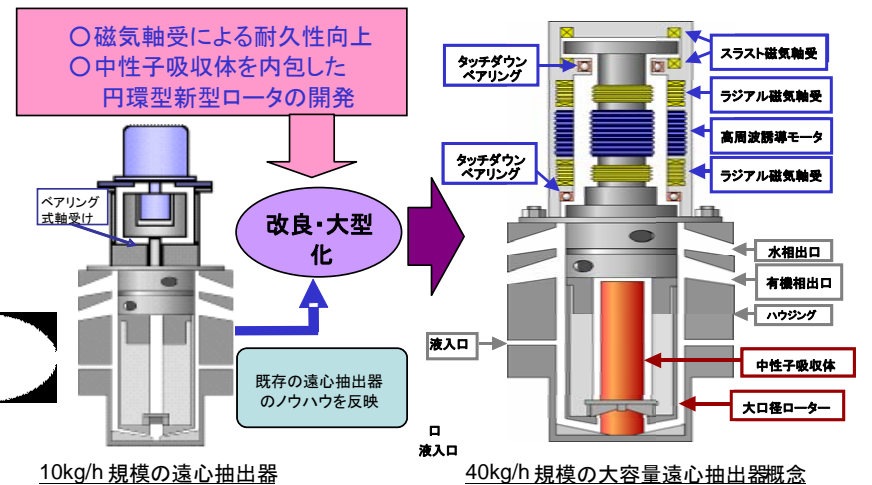 ○磁気軸受による耐久性向上
○中性子吸収体を内包した
円環型新型ロータの開発
ベアリング
式軸受け
改良・大型
化
既存の遠心抽出器
のノウハウを反映
10kg/h 規模の遠心抽出器
タッチダウン
ベアリング
タッチダウン
ベアリング
スラスト磁気軸受
ラジアル磁気軸受
高周波誘導モータ
ラジアル磁気軸受
水相出口
有機相出口
ハウジング
液入口
中性子吸収体
大口径ローター
口
液入口
40kg/h 規模の大容量遠心抽出器概念